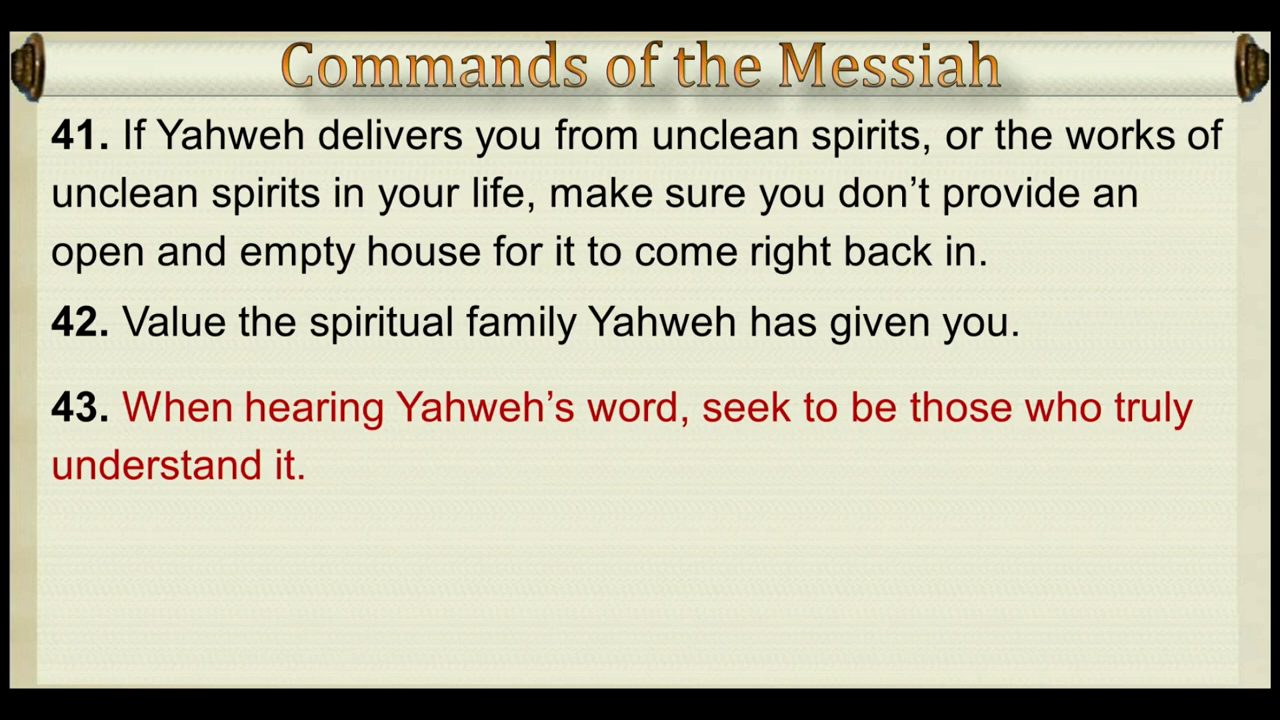 Commands of the Messiah
41. If Yahweh delivers you from unclean spirits, or the works of
unclean spirits in your life, make sure you don’t provide an
open and empty house for it to come right back in.
42. Value the spiritual family Yahweh has given you.
43. When hearing Yahweh’s word, seek to be those who truly
understand it.